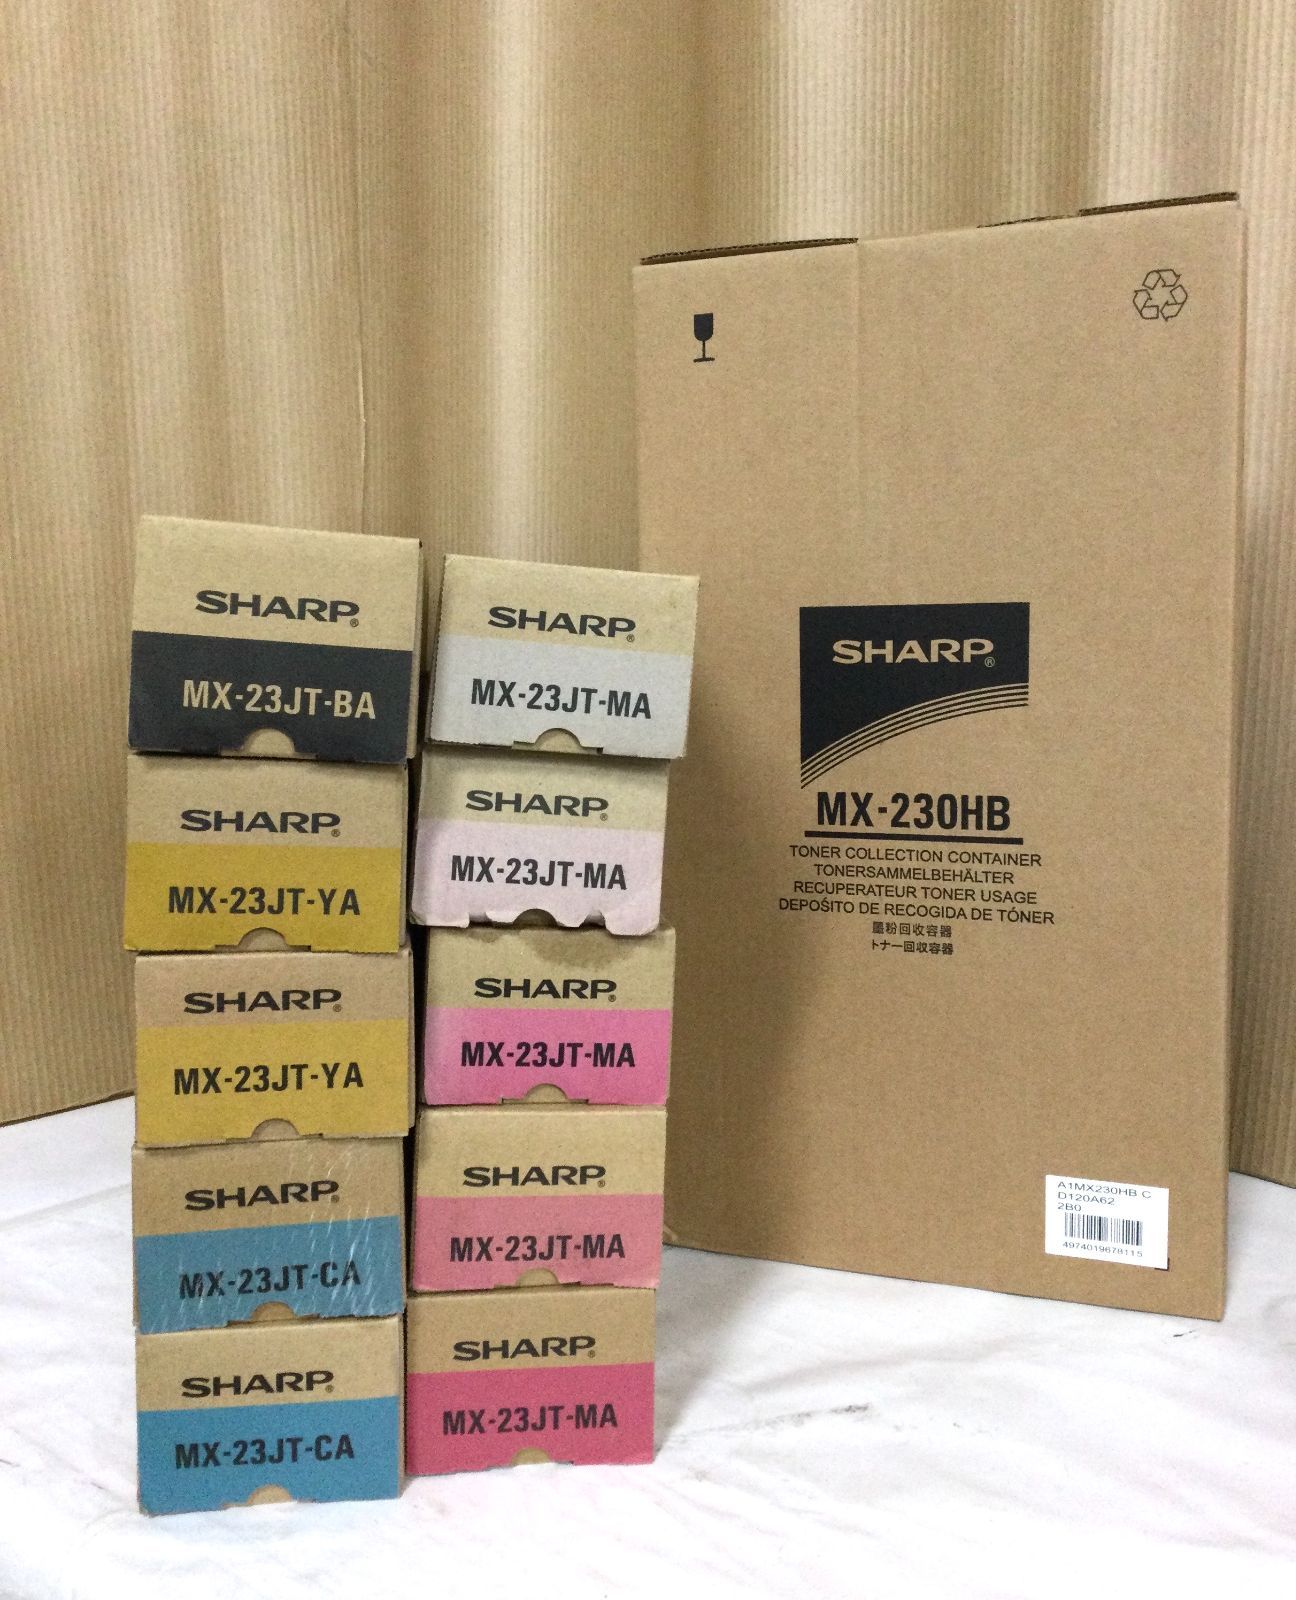 SHARP®
MX-23JT-BA
SHARP®
MX-23JT-YA
SHARP®
MX-23JT-YA
SHARP®
MX-23JT-CA
SHARP®
MX-23JT-CA
SHARP®
MX-23JT-MA
SHARP®
MX-23JT-MA
SHARP®
MX-23JT-MA
SHARP®
MX-23JT-MA
SHARP®
MX-23JT-MA
SHARP®
MX-230HB
TONER COLLECTION CONTAINER
TONERSAMMELBEHÄLTER
RECUPERATEUR TONER USAGE
DEPOŚITO DE RECOGIDA DE TÓNER
墨粉回收容器
トナー回収容器
A1MX230HB C
D120A62
2B0
4974019678115